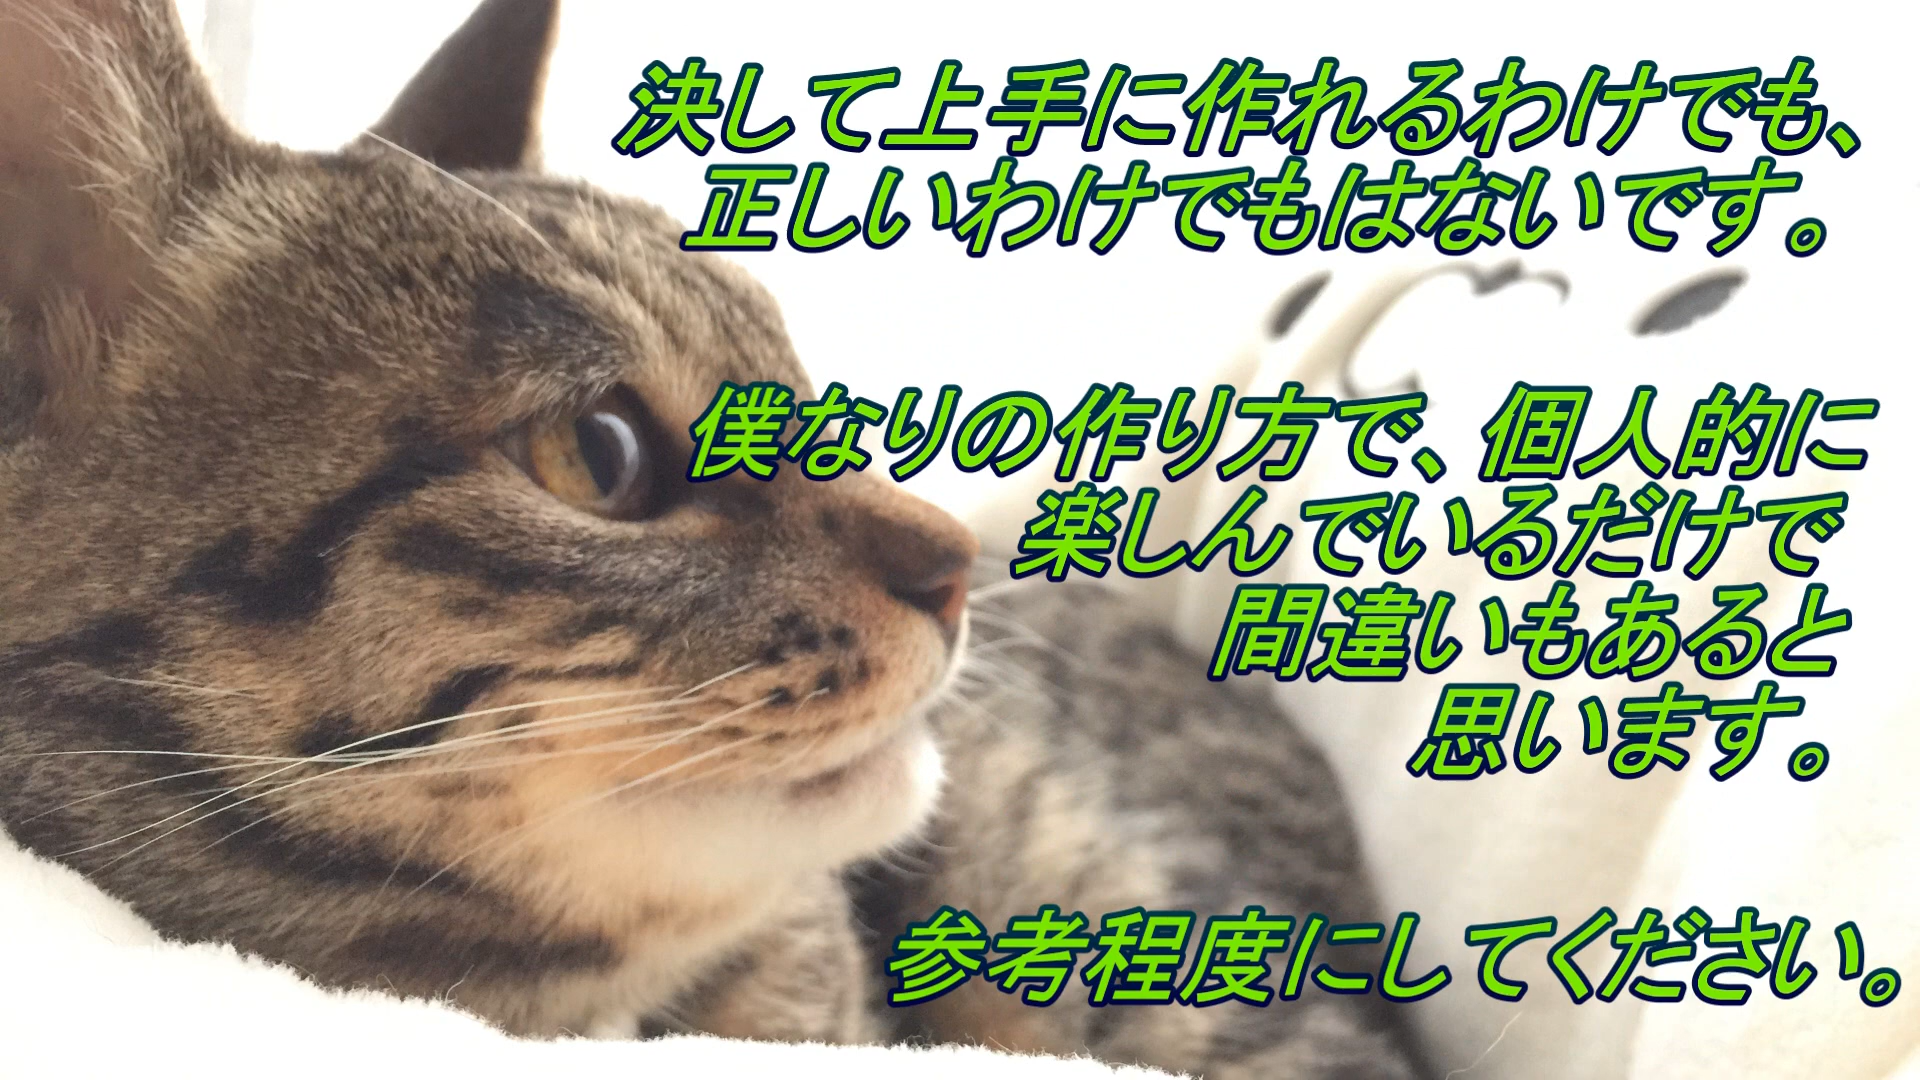 決して上手に作れるわけでも、
正しいわけでもはないです。
僕なりの作り方で、個人的に
楽しんでいるだけで
間違いもあると
思います。
参考程度にしてください。